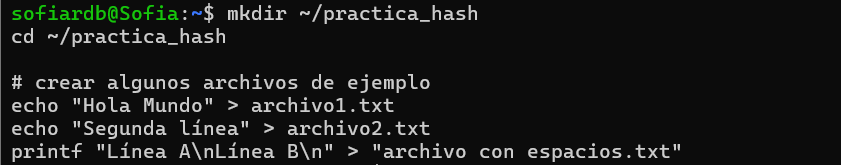 sofiardb@Sofia:~$ mkdir ~/practica_hash
cd ~/practica_hash
# crear algunos archivos de ejemplo
echo "Hola Mundo" > archivo1.txt
echo "Segunda línea" > archivo2.txt
printf "Línea A\nLínea B\n" > "archivo con espacios.txt"